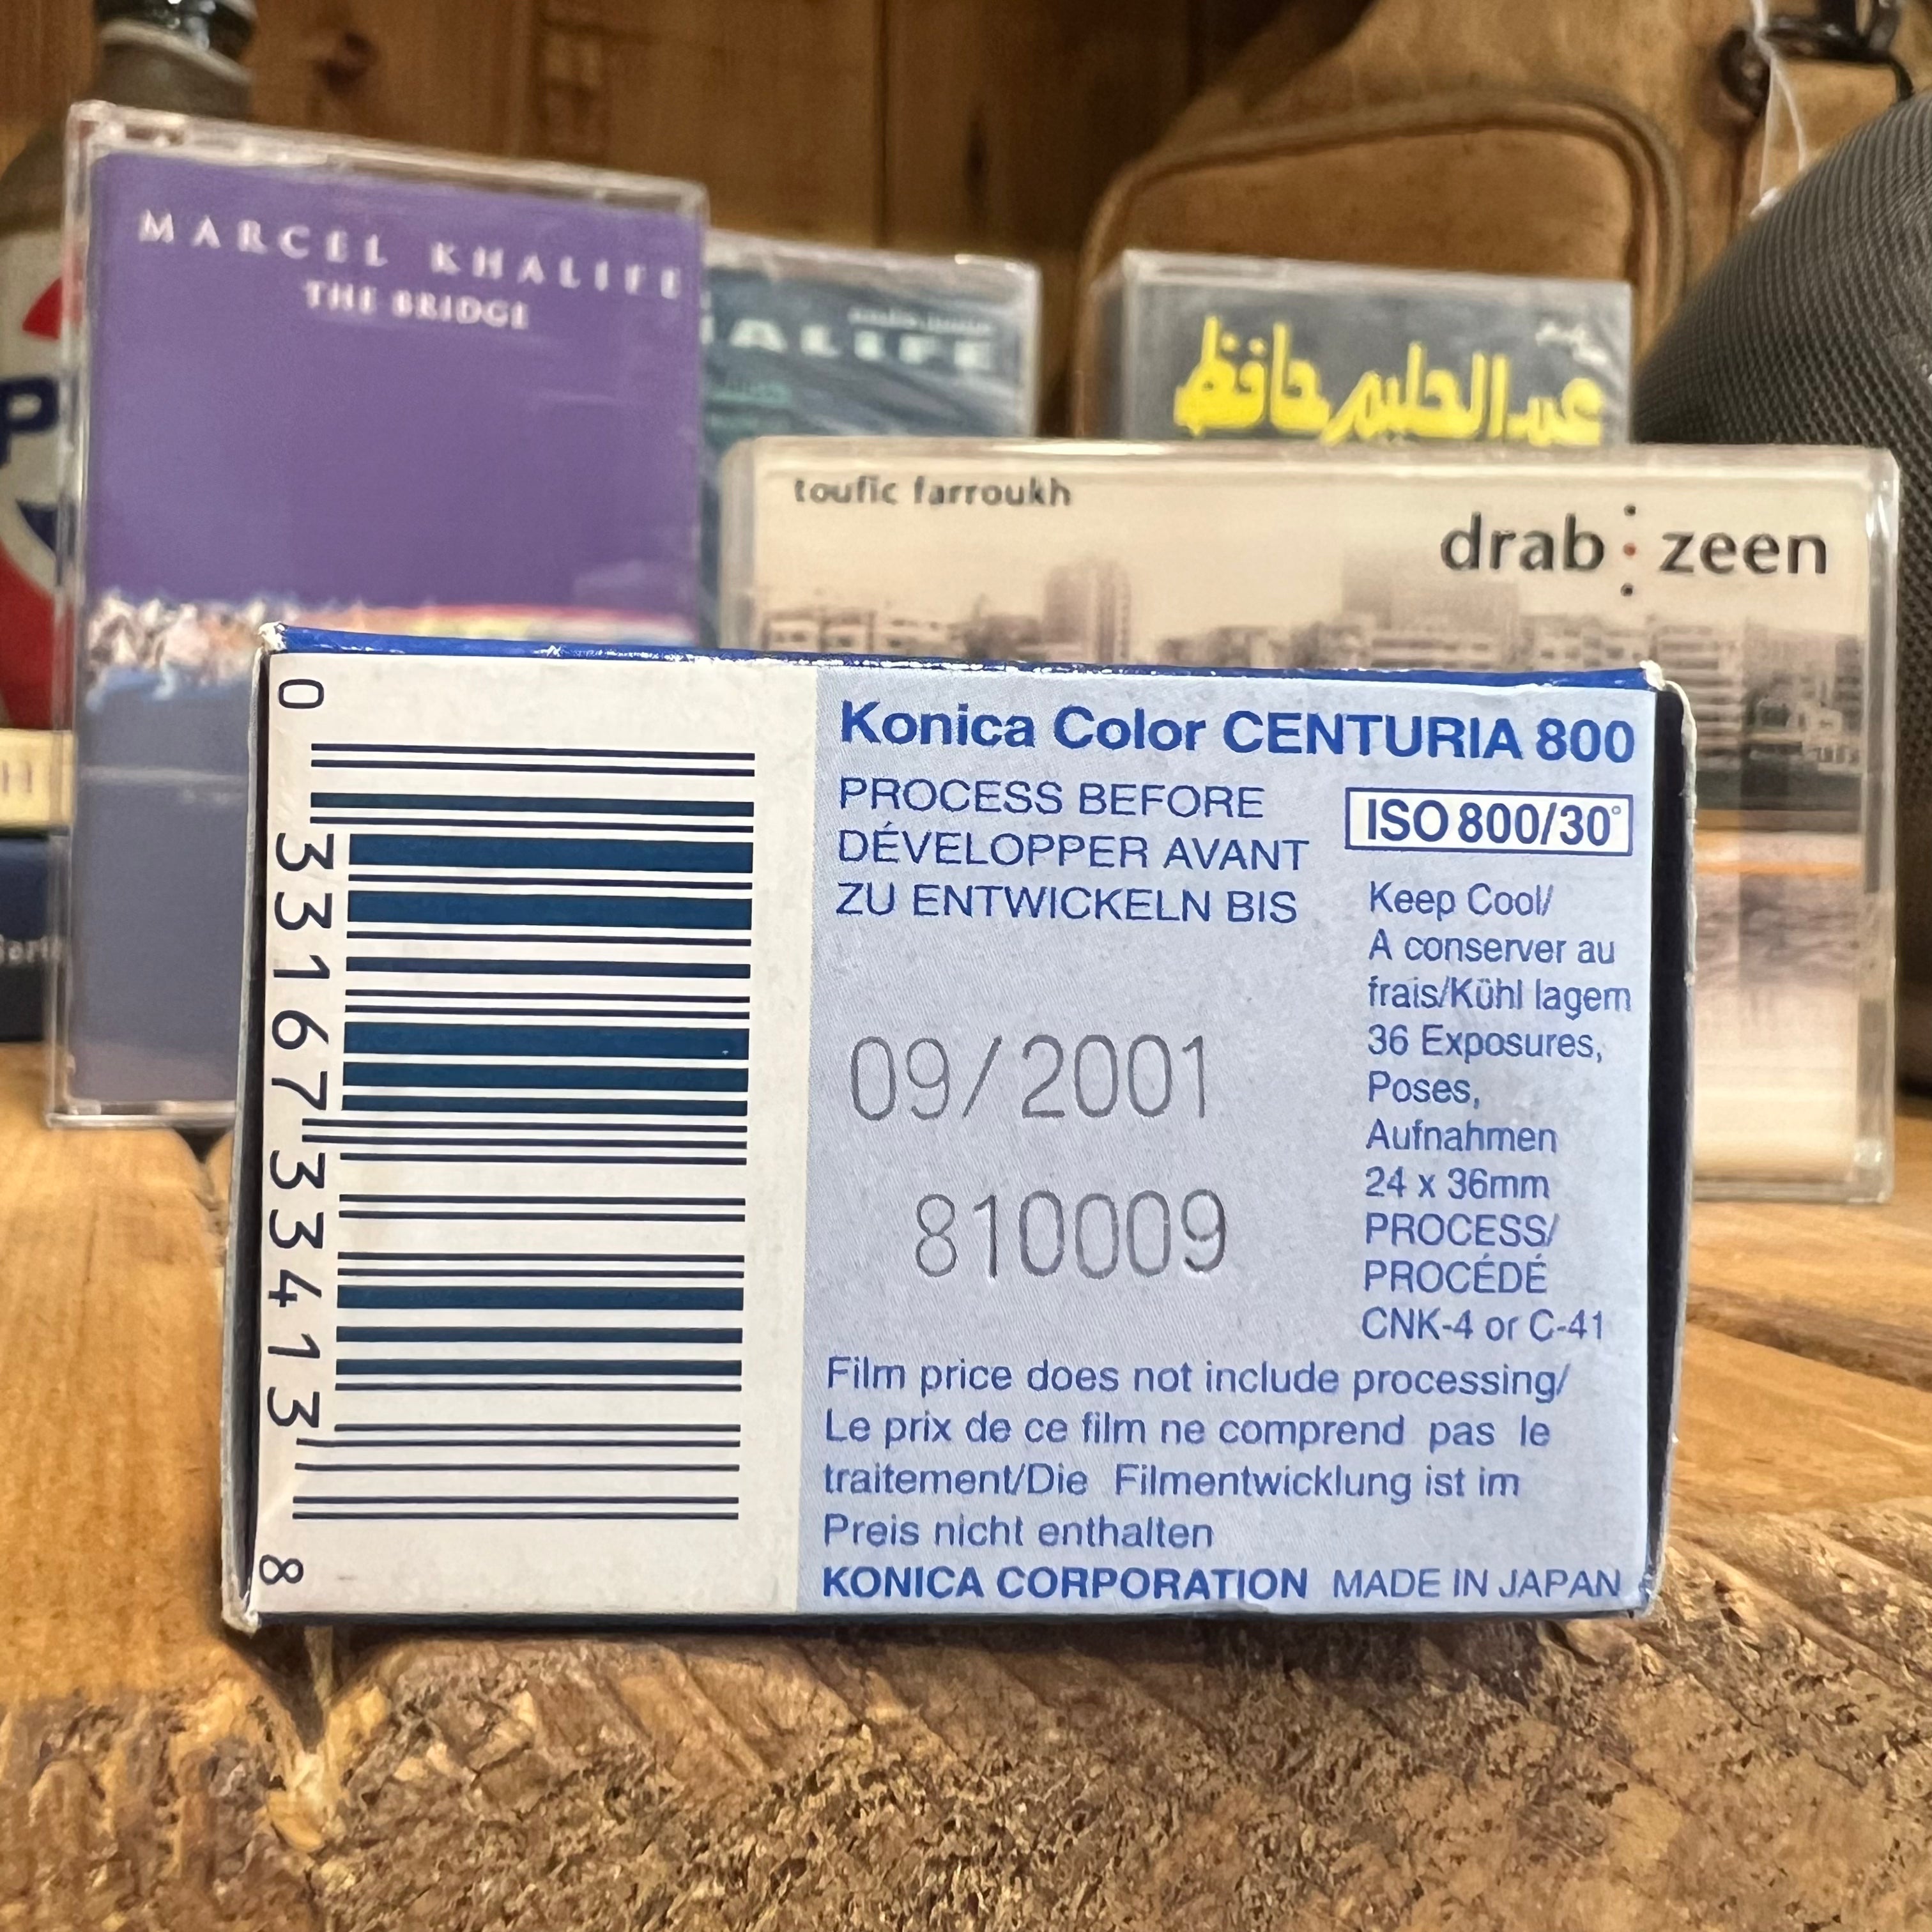 MARCEL KHALIFE
THE BRIDGE
ALIFE
عبد الحليم حافظ
toufic farroukh
drab:zeen
P
H
0 33167 33413 8
Konica Color CENTURIA 800
PROCESS BEFORE
DÉVELOPPER AVANT
ZU ENTWICKELN BIS
09/2001
810009
ISO 800/30°
Keep Cool/
A conserver au
frais/Kühl lagern
36 Exposures,
Poses,
Aufnahmen
24 x 36mm
PROCESS/
PROCÉDÉ
CNK-4 or C-41
Film price does not include processing/
Le prix de ce film ne comprend pas le
traitement/Die Filmentwicklung ist im
Preis nicht enthalten
KONICA CORPORATION MADE IN JAPAN